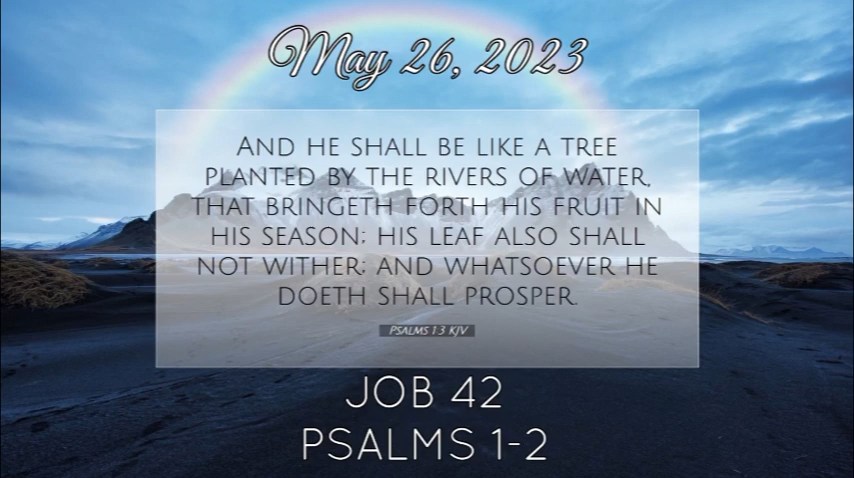 May 26, 2023
AND HE SHALL BE LIKE A TREE
PLANTED BY THE RIVERS OF WATER,
THAT BRINGETH FORTH HIS FRUIT IN
HIS SEASON; HIS LEAF ALSO SHALL
NOT WITHER; AND WHATSOEVER HE
DOETH SHALL PROSPER.
PSALMS 1:3 KJV
JOB 42
PSALMS 1-2